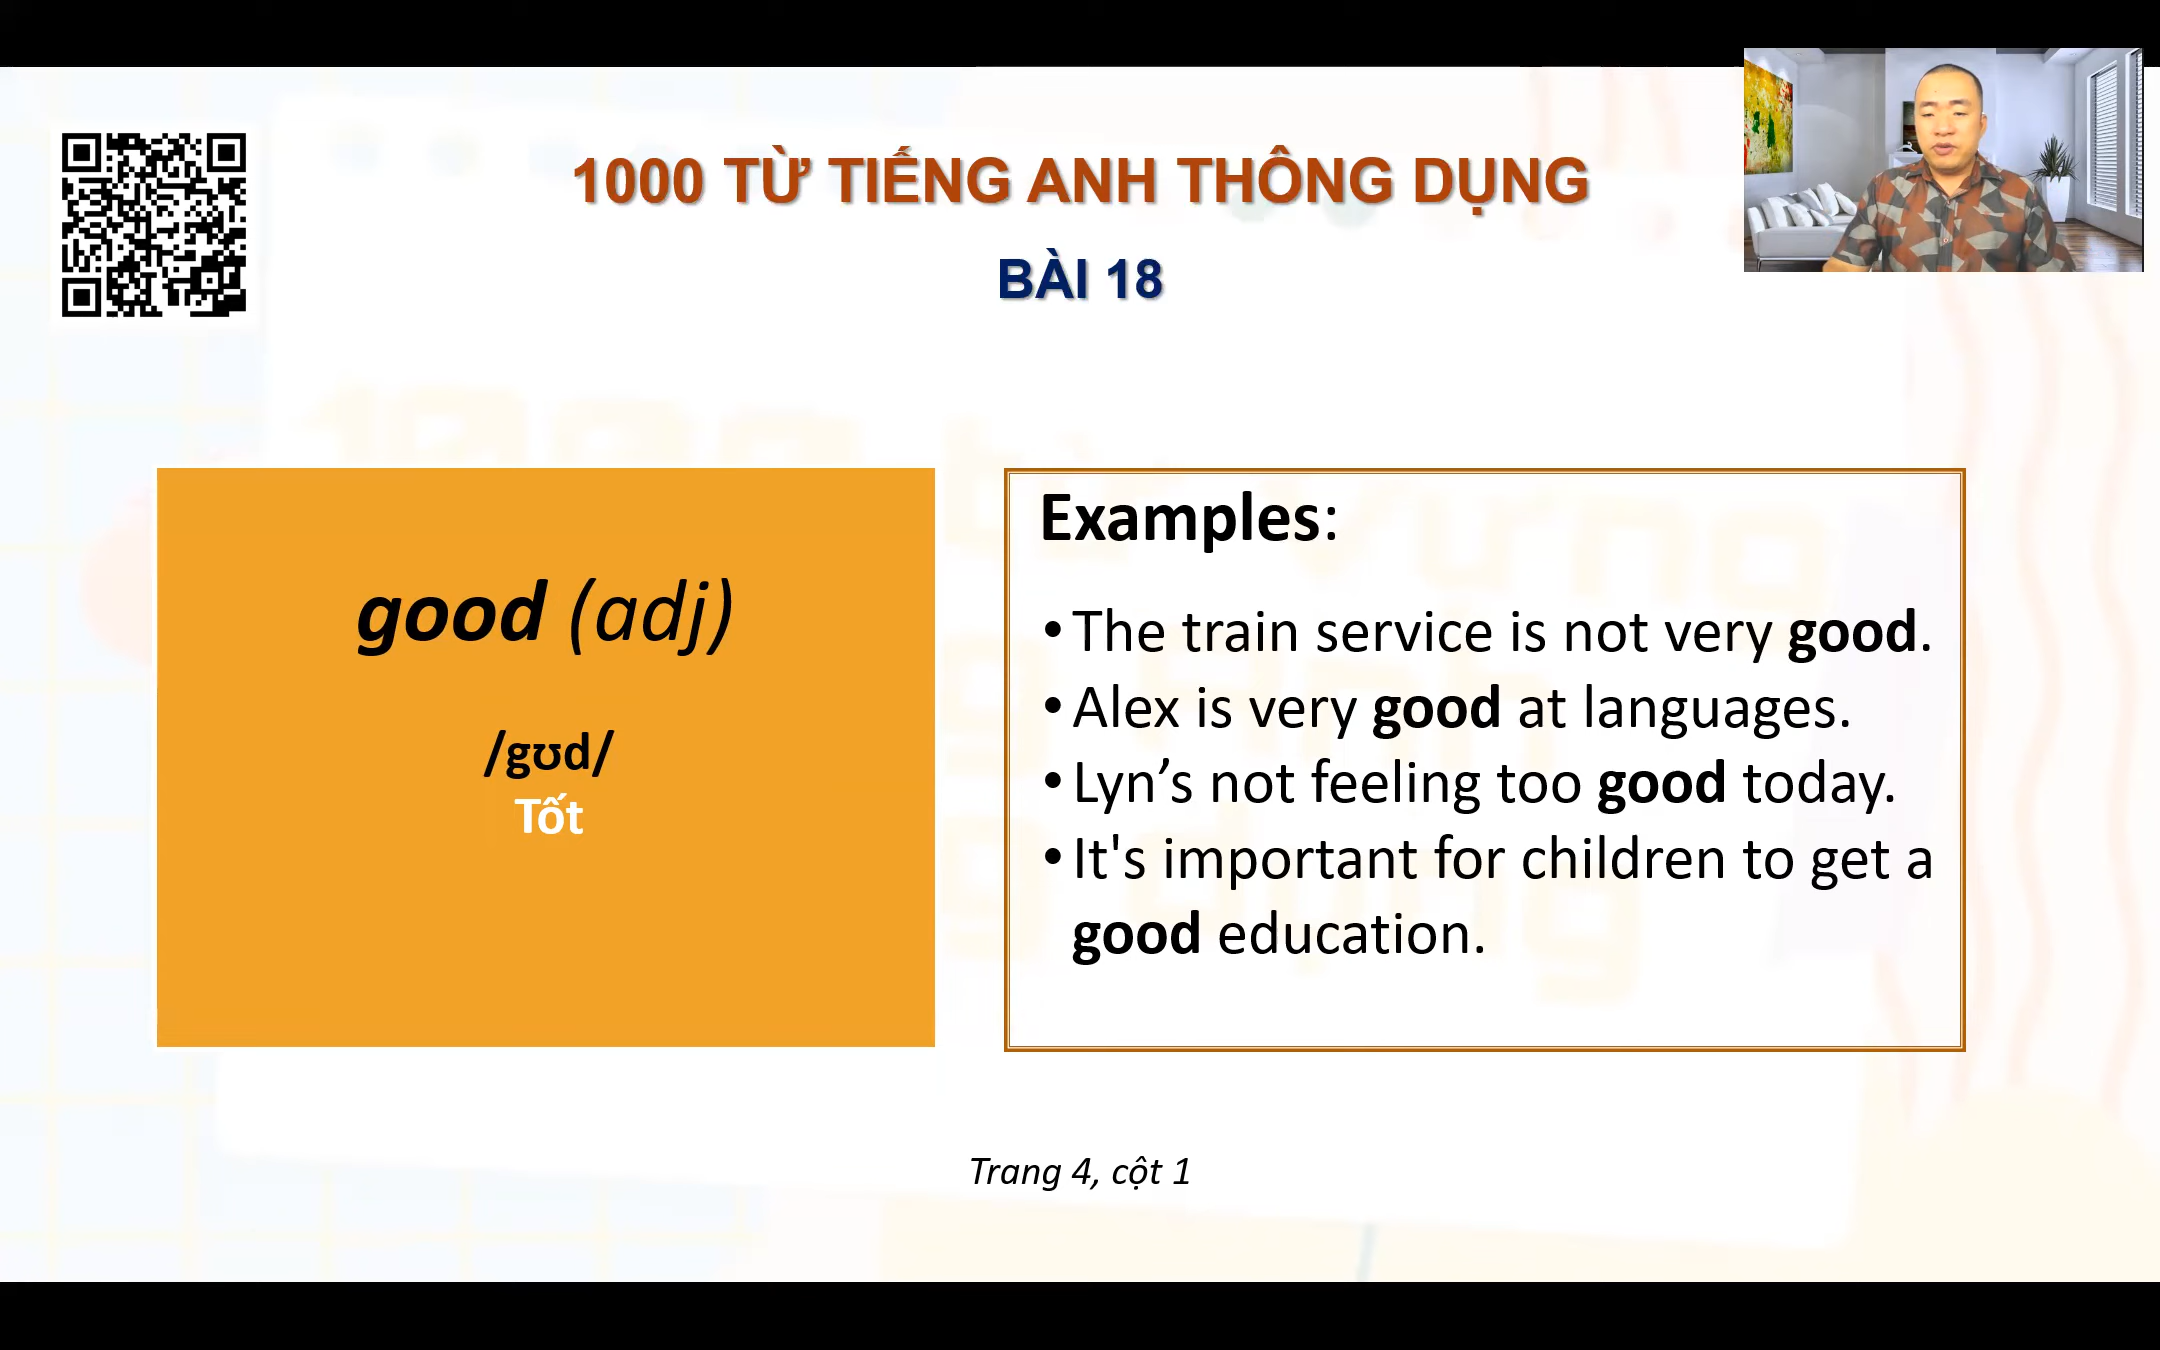 1000 TỪ TIẾNG ANH THÔNG DỤNG
BÀI 18
good (adj)
/gʊd/
Tốt
Examples:
• The train service is not very good.
• Alex is very good at languages.
• Lyn’s not feeling too good today.
• It's important for children to get a
good education.
Trang 4, cột 1